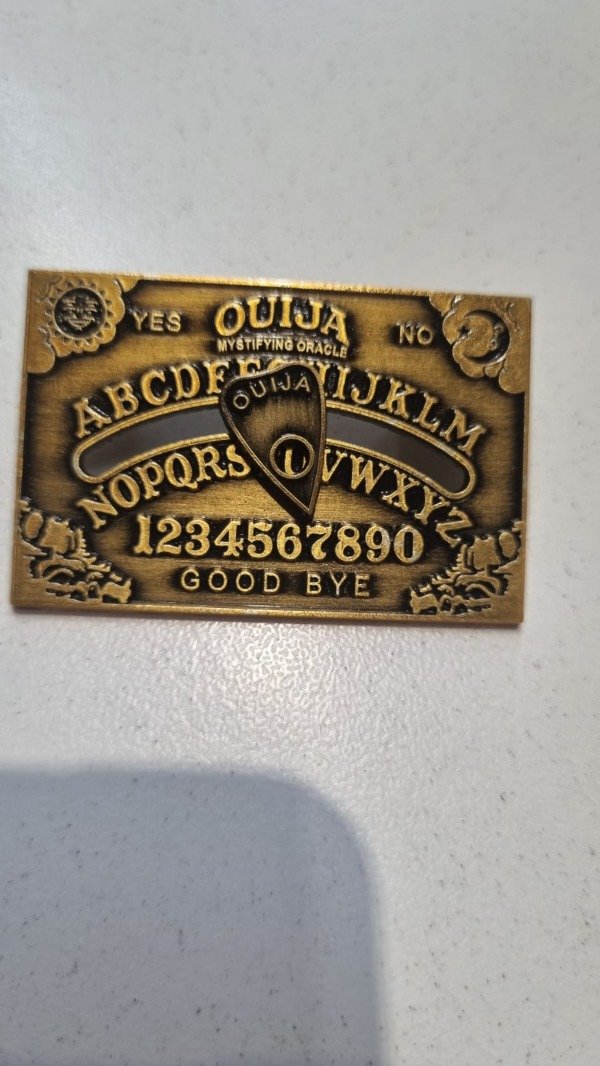 YES OUIJA NO
MYSTIFYING ORACLE
ABCDEF IJKLM
OUIJA
NOPQRS VWXYZ
1234567890
GOOD BYE